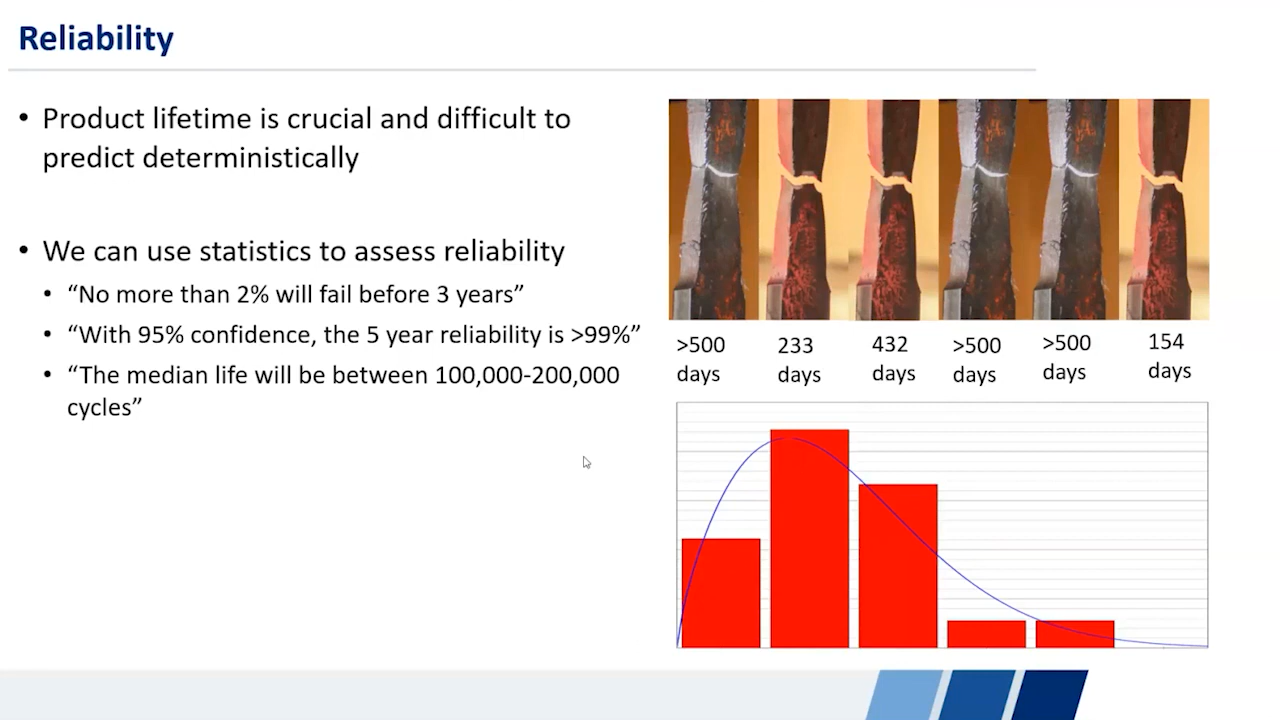 Reliability
• Product lifetime is crucial and difficult to
predict deterministically
• We can use statistics to assess reliability
• “No more than 2% will fail before 3 years”
• “With 95% confidence, the 5 year reliability is >99%”
• “The median life will be between 100,000-200,000
cycles”
>500
days
233
days
432
days
>500
days
>500
days
154
days